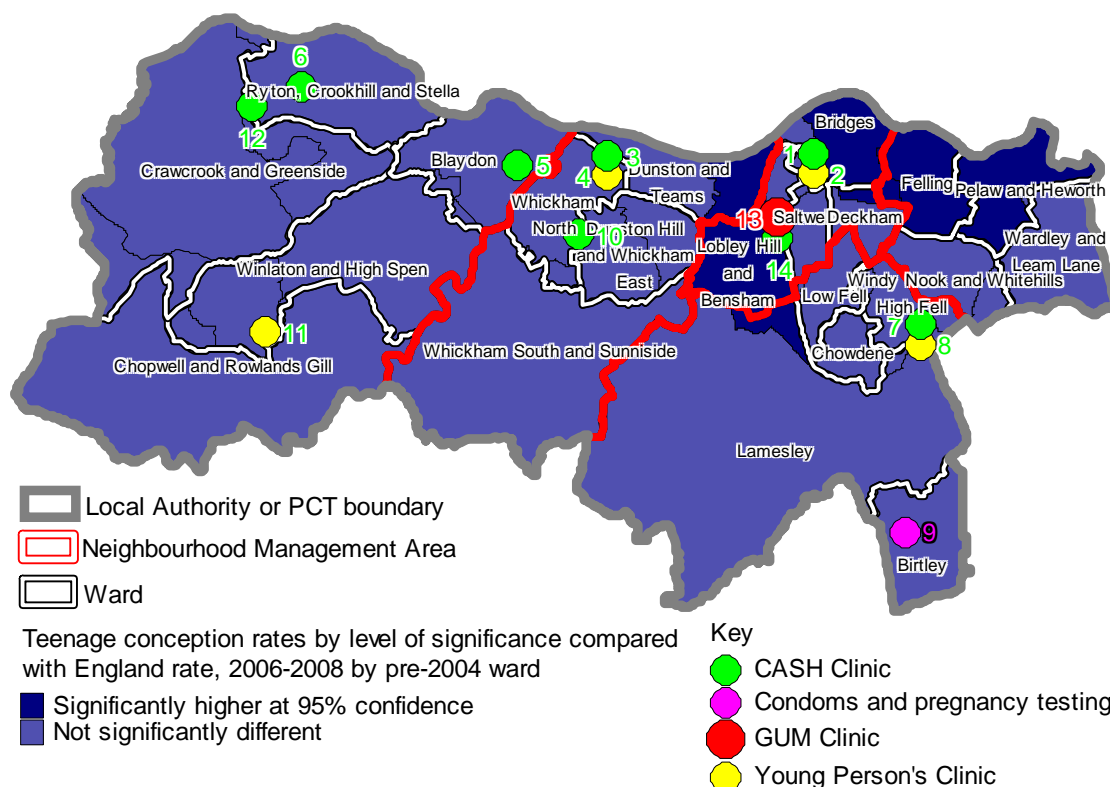 6
Ryton, Crookhill and Stella
12
Crawcrook and Greenside
Blaydon
5
3
4
Dunston and
Teams
Whickham
North
Dunston Hill
10
and Whickham
East
Bridges
1
2
Felling
Pelaw and Heworth
13
Saltwe
Deckham
Wardley and
Leam Lane
Lobley Hill
and
Bensham
14
Windy Nook and Whitehills
Low Fell
High Fell
7
8
Chowdene
Winlaton and High Spen
11
Chopwell and Rowlands Gill
Whickham South and Sunniside
Lamesley
9
Birtley
Local Authority or PCT boundary
Neighbourhood Management Area
Ward
Teenage conception rates by level of significance compared
with England rate, 2006-2008 by pre-2004 ward
Significantly higher at 95% confidence
Not significantly different
Key
CASH Clinic
Condoms and pregnancy testing
GUM Clinic
Young Person's Clinic